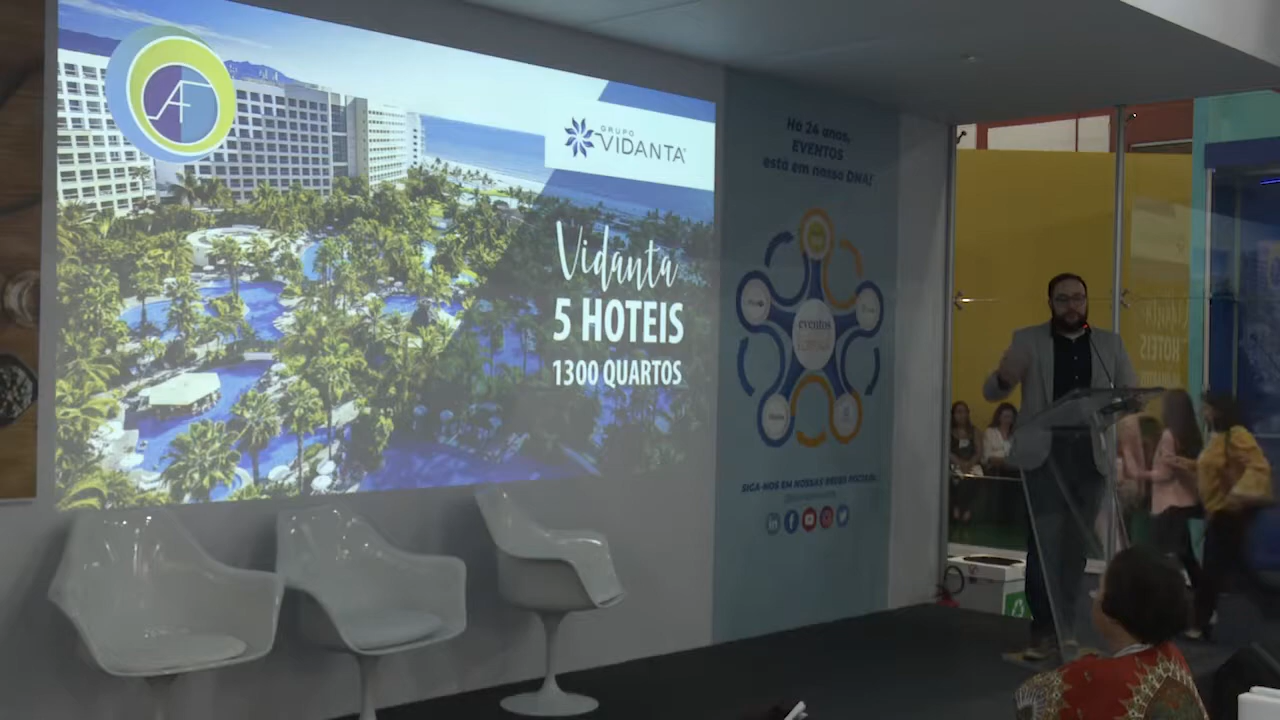 AF
GRUPO
VIDANTA
Vidanta
5 HOTEIS
1300 QUARTOS
Há 24 anos,
EVENTOS
está em nosso DNA!
eventos
SIGA-NOS EM NOSSAS REDES SOCIAIS
HOTEIS